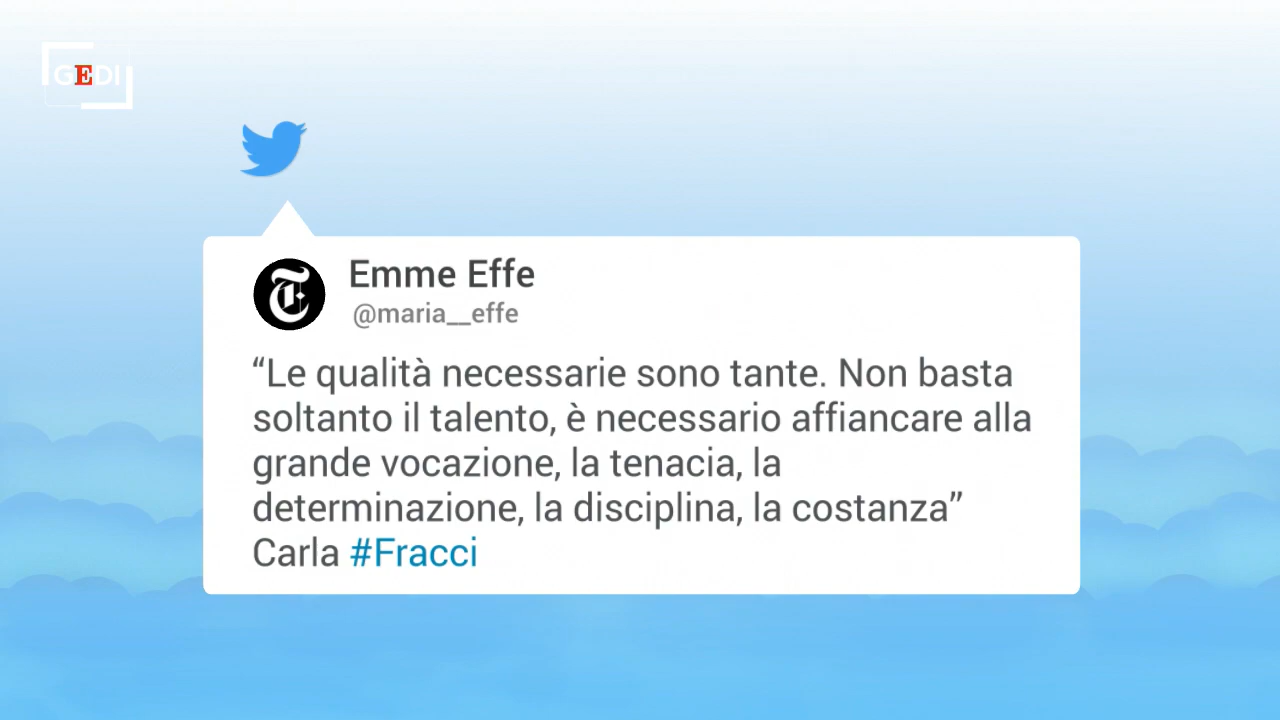 GEDI
Emme Effe
@maria__effe
“Le qualità necessarie sono tante. Non basta
soltanto il talento, è necessario affiancare alla
grande vocazione, la tenacia, la
determinazione, la disciplina, la costanza”
Carla #Fracci